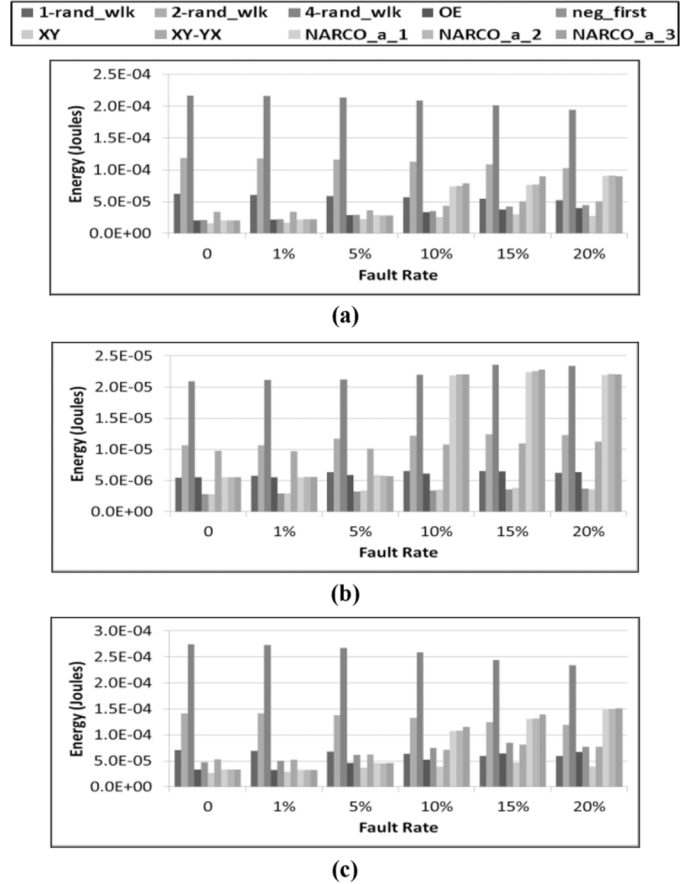 1-rand_wlk 2-rand_wlk 4-rand_wlk OE neg_first
XY XY-YX NARCO_a_1 NARCO_a_2 NARCO_a_3
Energy (Joules)
2.5E-04
2.0E-04
1.5E-04
1.0E-04
5.0E-05
0.0E+00
0 1% 5% 10% 15% 20%
Fault Rate
(a)
Energy (Joules)
2.5E-05
2.0E-05
1.5E-05
1.0E-05
5.0E-06
0.0E+00
0 1% 5% 10% 15% 20%
Fault Rate
(b)
Energy (Joules)
3.0E-04
2.5E-04
2.0E-04
1.5E-04
1.0E-04
5.0E-05
0.0E+00
0 1% 5% 10% 15% 20%
Fault Rate
(c)